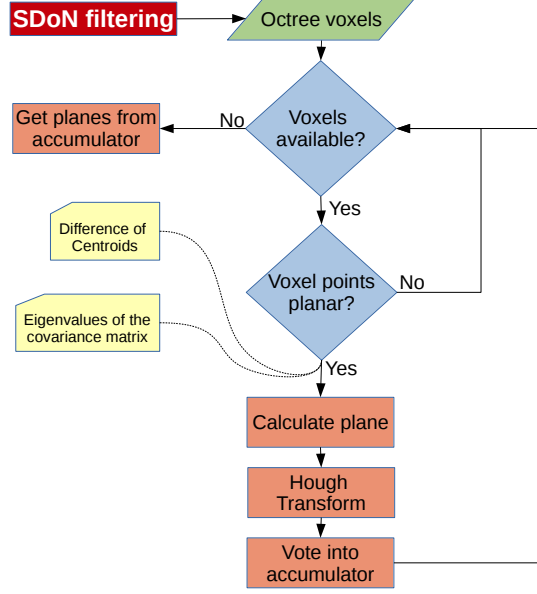 SDoN filtering
Octree voxels
Voxels
available?
No
Get planes from
accumulator
Yes
Difference of
Centroids
Voxel points
planar?
No
Eigenvalues of the
covariance matrix
Yes
Calculate plane
Hough
Transform
Vote into
accumulator